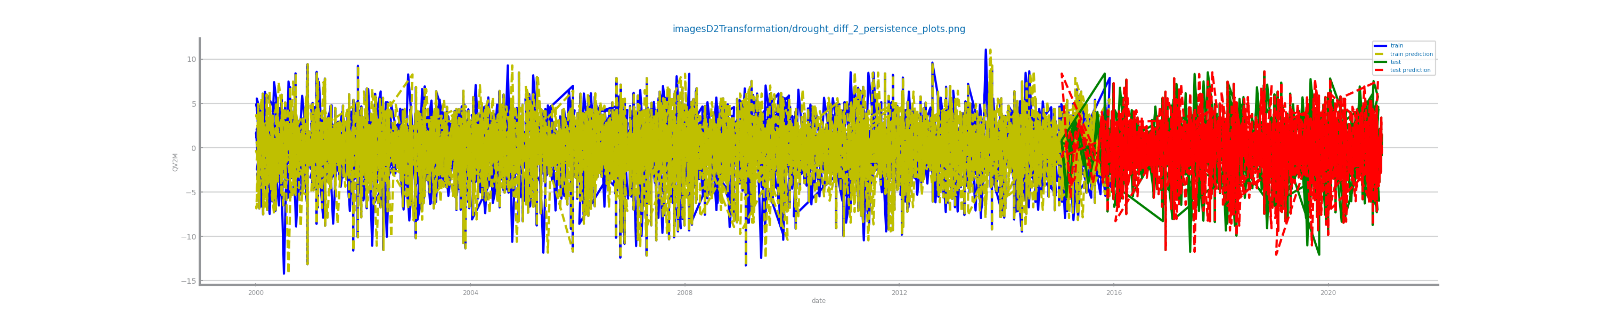 imagesD2Transformation/drought_diff_2_persistence_plots.png
train
train prediction
test
test prediction
10
5
0
−5
−10
−15
QV2M
2000
2004
2008
2012
2016
2020
date